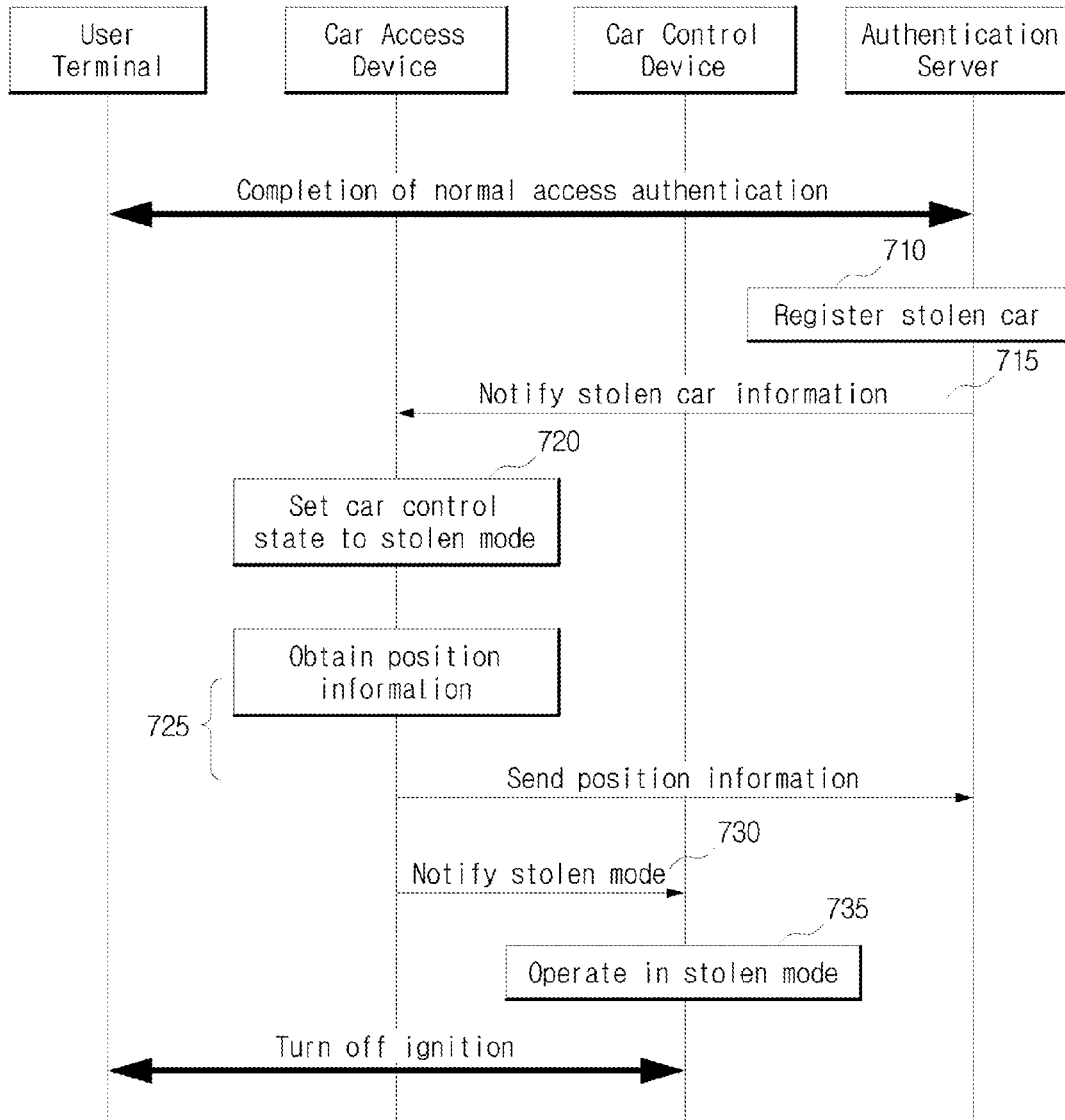 User
Terminal
Car Access
Device
Car Control
Device
Authentication
Server
Completion of normal access authentication
710
Register stolen car
715
Notify stolen car information
720
Set car control
state to stolen mode
Obtain position
information
725
Send position information
730
Notify stolen mode
735
Operate in stolen mode
Turn off ignition